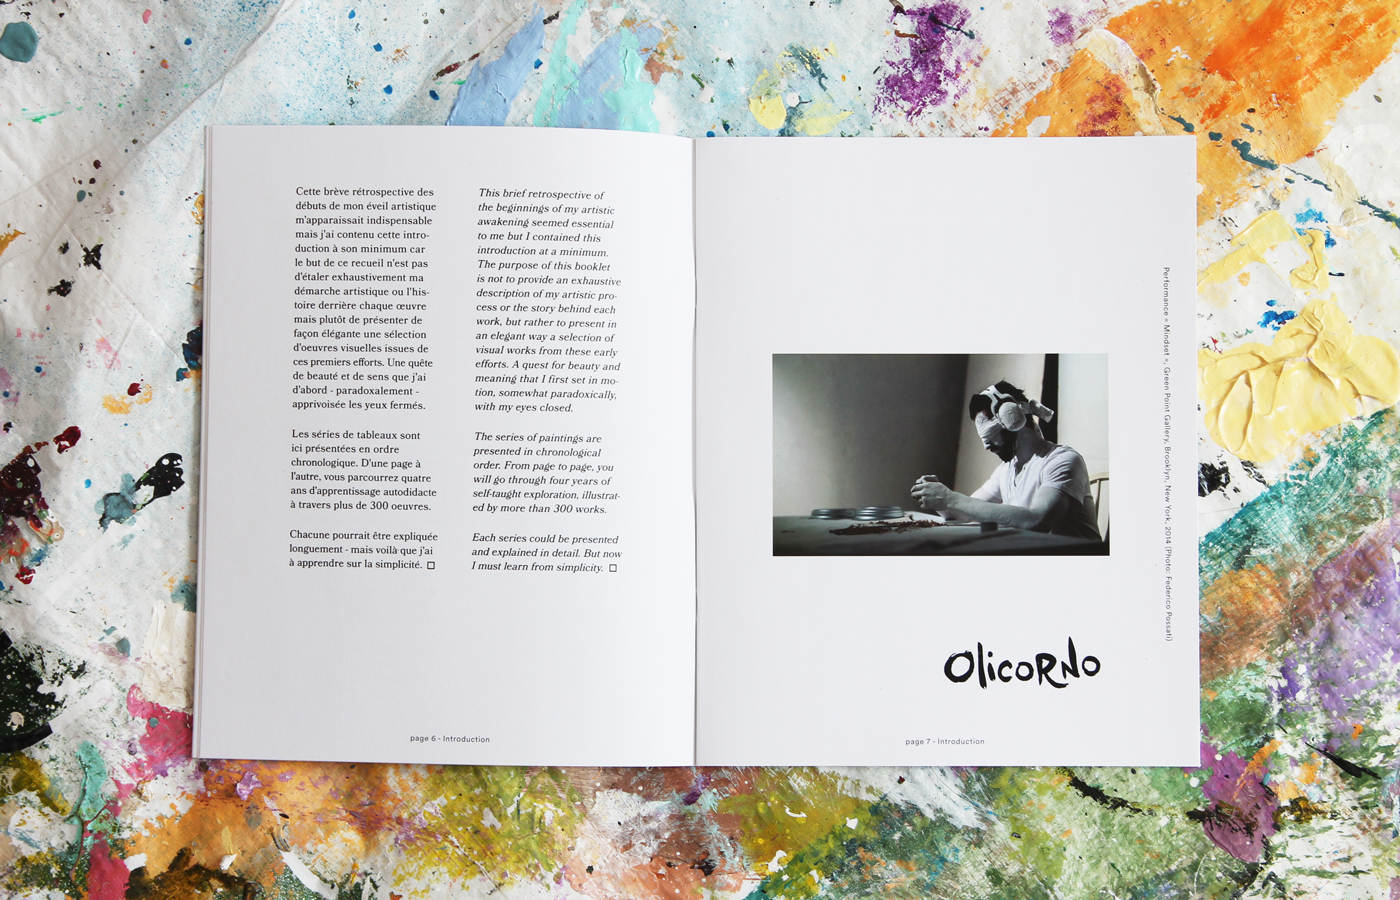 Cette brève rétrospective des
débuts de mon éveil artistique
m'apparaissait indispensable
mais j'ai contenu cette intro-
duction à son minimum car
le but de ce recueil n'est pas
d'étaler exhaustivement ma
démarche artistique ou l'his-
toire derrière chaque œuvre
mais plutôt de présenter de
façon élégante une sélection
d'oeuvres visuelles issues de
ces premiers efforts. Une quête
de beauté et de sens que j'ai
d'abord - paradoxalement -
apprivoisée les yeux fermés.
Les séries de tableaux sont
ici présentées en ordre
chronologique. D'une page à
l'autre, vous parcourez quatre
ans d'apprentissage autodidacte
à travers plus de 300 oeuvres.
Chacune pourrait être expliquée
longuement - mais voilà que j'ai
à apprendre sur la simplicité. □
This brief retrospective of
the beginnings of my artistic
awakening seemed essential
to me but I contained this
introduction at a minimum.
The purpose of this booklet
is not to provide an exhaustive
description of my artistic pro-
cess or the story behind each
work, but rather to present in
an elegant way a selection of
visual works from these early
efforts. A quest for beauty and
meaning that I first set in mo-
tion, somewhat paradoxically,
with my eyes closed.
The series of paintings are
presented in chronological
order. From page to page, you
will go through four years of
self-taught exploration, illustrat-
ed by more than 300 works.
Each series could be presented
and explained in detail. But now
I must learn from simplicity. □
page 6 - Introduction
Performance « Mindset », Green Point Gallery, Brooklyn, New York, 2014 (Photo: Federico Possati)
OlicoRNo
page 7 - Introduction